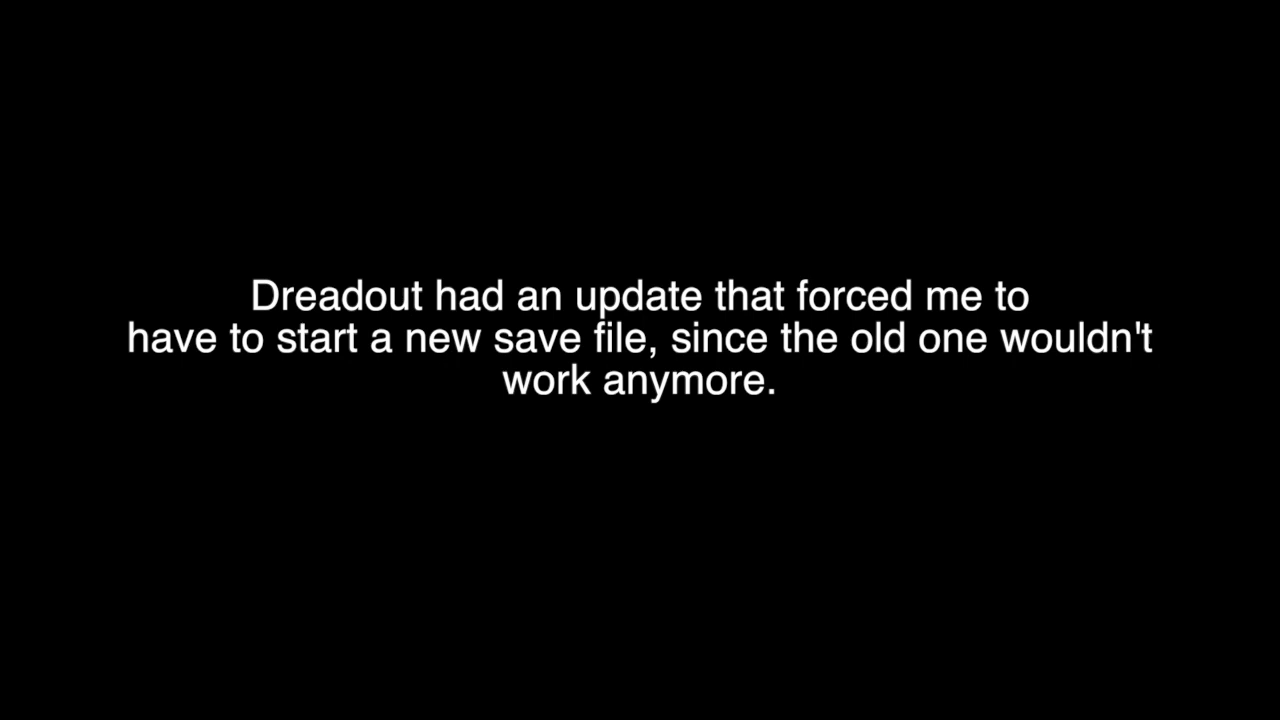 Dreadout had an update that forced me to
have to start a new save file, since the old one wouldn't
work anymore.